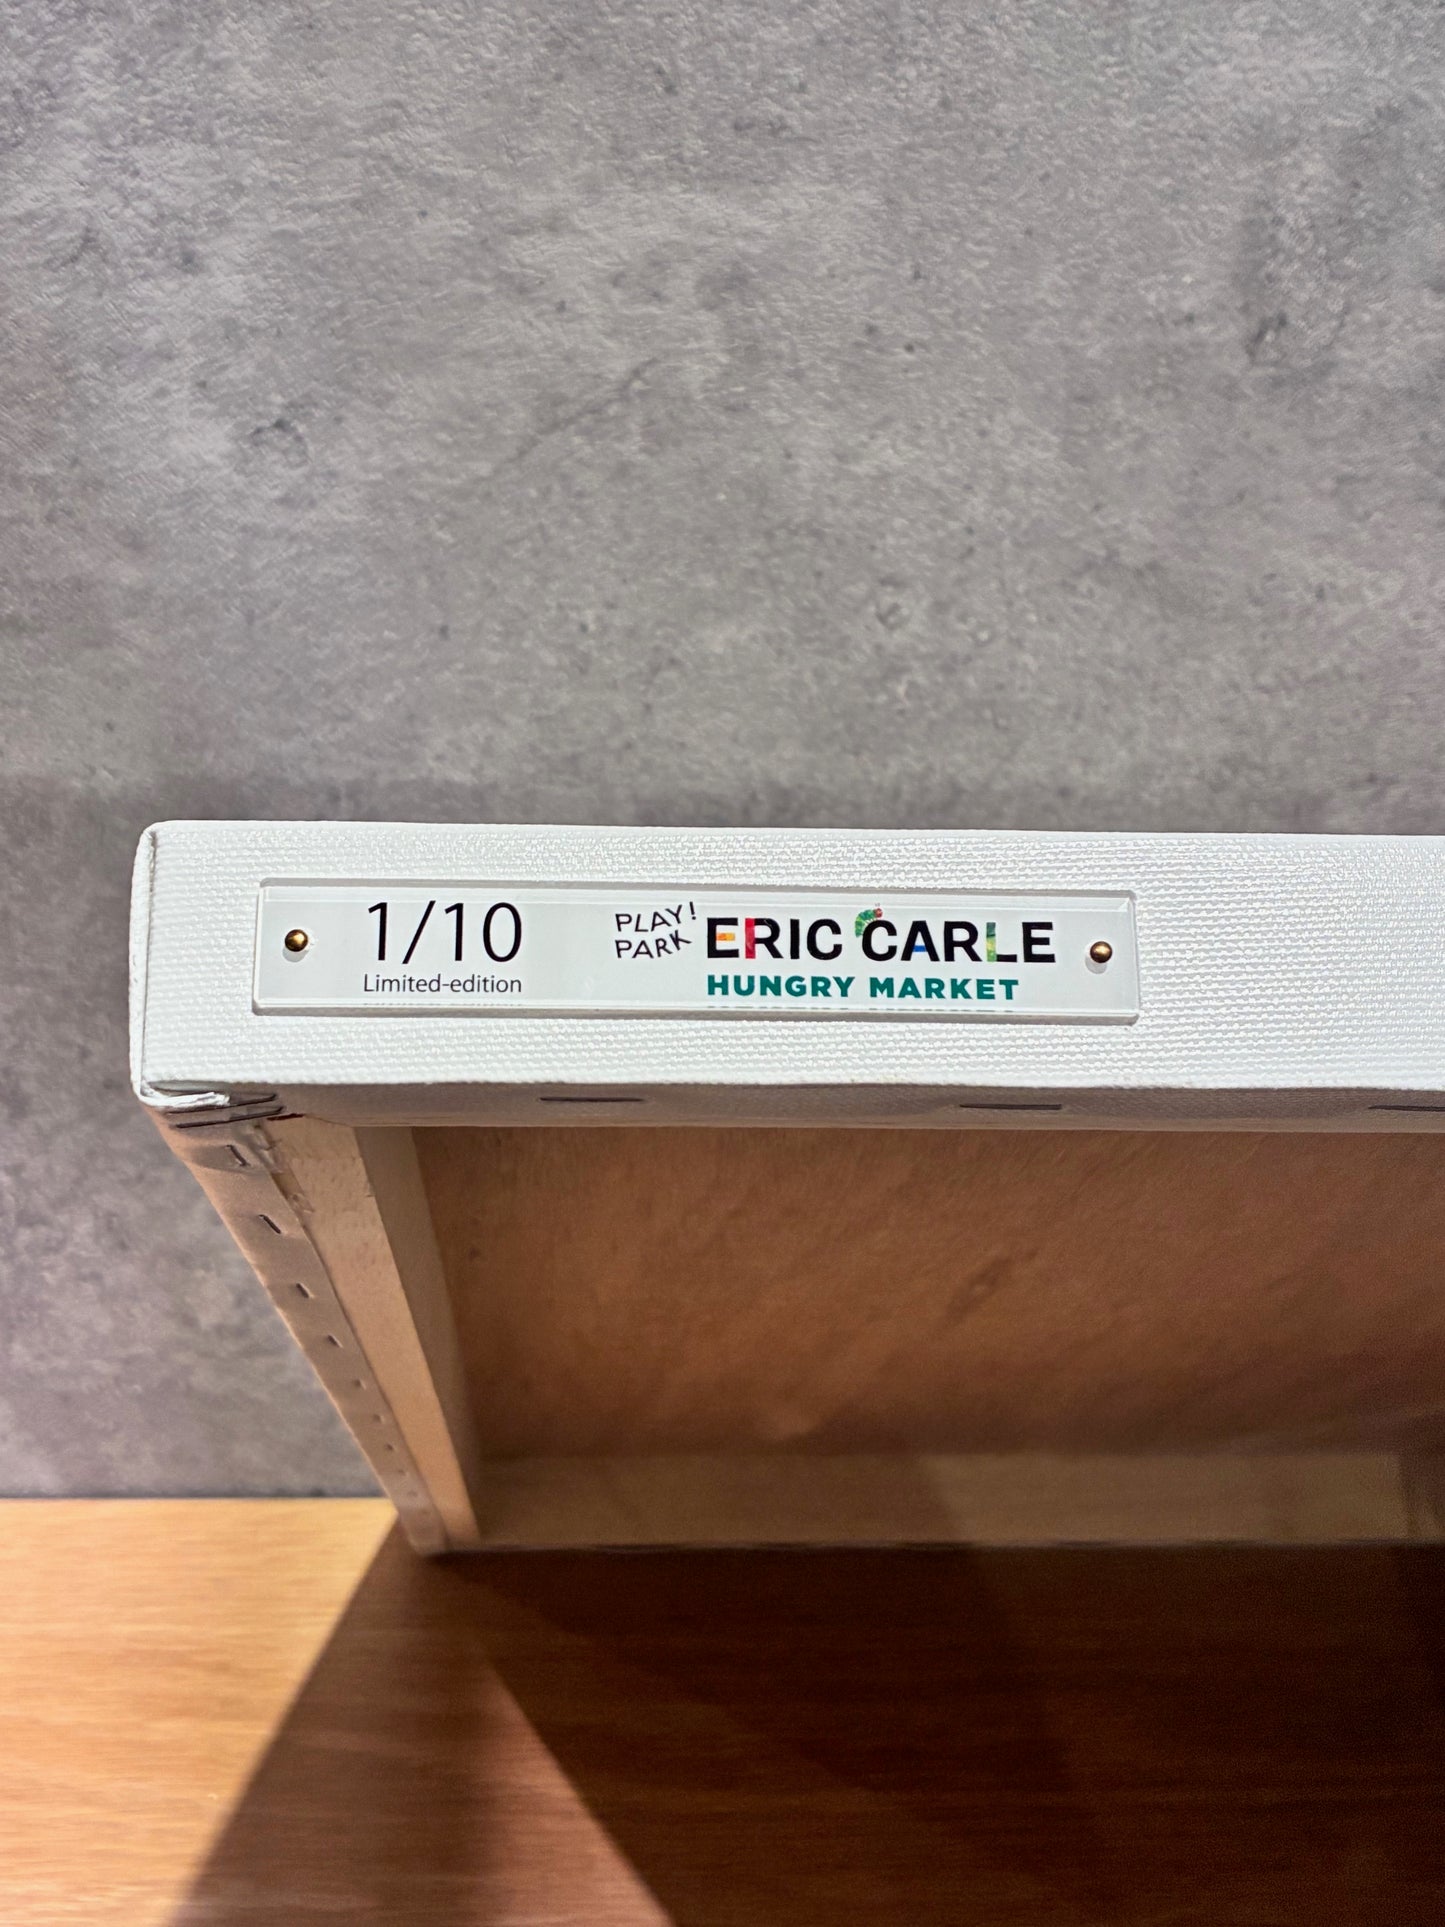 1/10
Limited-edition
PLAY!
PARK
ERIC CARLE
HUNGRY MARKET